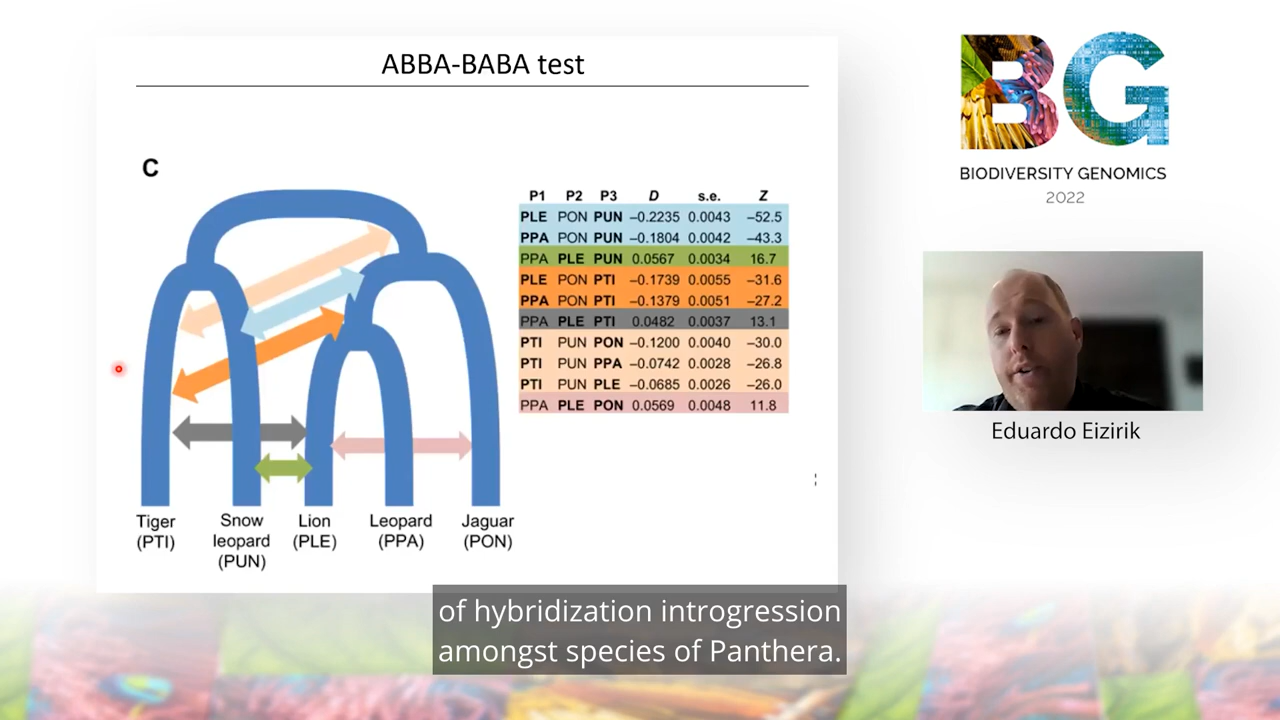 ABBA-BABA test
C
P1 P2 P3 D s.e. Z
PLE PON PUN –0.2235 0.0043 –52.5
PPA PON PUN –0.1804 0.0042 –43.3
PPA PLE PUN 0.0567 0.0034 16.7
PLE PON PTI –0.1739 0.0055 –31.6
PPA PON PTI –0.1379 0.0051 –27.2
PPA PLE PTI 0.0482 0.0037 13.1
PTI PUN PON –0.1200 0.0040 –30.0
PTI PUN PPA –0.0742 0.0028 –26.8
PTI PUN PLE –0.0685 0.0026 –26.0
PPA PLE PON 0.0569 0.0048 11.8
Tiger
(PTI)
Snow
leopard
(PUN)
Lion
(PLE)
Leopard
(PPA)
Jaguar
(PON)
BG
BIODIVERSITY GENOMICS
2022
Eduardo Eizirik
of hybridization introgression
amongst species of Panthera.